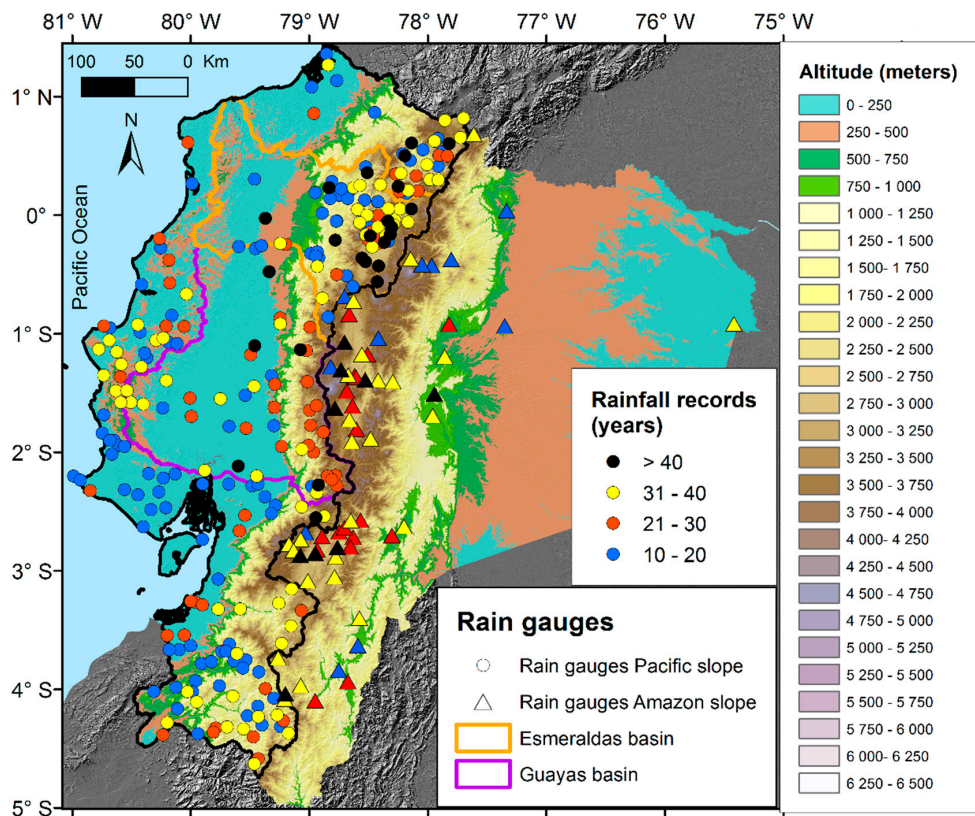 81° W 80° W 79° W 78° W 77° W 76° W 75° W
100 50 0 Km
N
1° N
0°
1° S
2° S
3° S
4° S
5° S
Pacific Ocean
Rainfall records
(years)
> 40
31 - 40
21 - 30
10 - 20
Rain gauges
Rain gauges Pacific slope
Rain gauges Amazon slope
Esmeraldas basin
Guayas basin
Altitude (meters)
0 - 250
250 - 500
500 - 750
750 - 1 000
1 000 - 1 250
1 250 - 1 500
1 500- 1 750
1 750 - 2 000
2 000 - 2 250
2 250 - 2 500
2 500 - 2 750
2 750 - 3 000
3 000 - 3 250
3 250 - 3 500
3 500 - 3 750
3 750 - 4 000
4 000- 4 250
4 250 - 4 500
4 500 - 4 750
4 750 - 5 000
5 000 - 5 250
5 250 - 5 500
5 500 - 5 750
5 750 - 6 000
6 000- 6 250
6 250 - 6 500